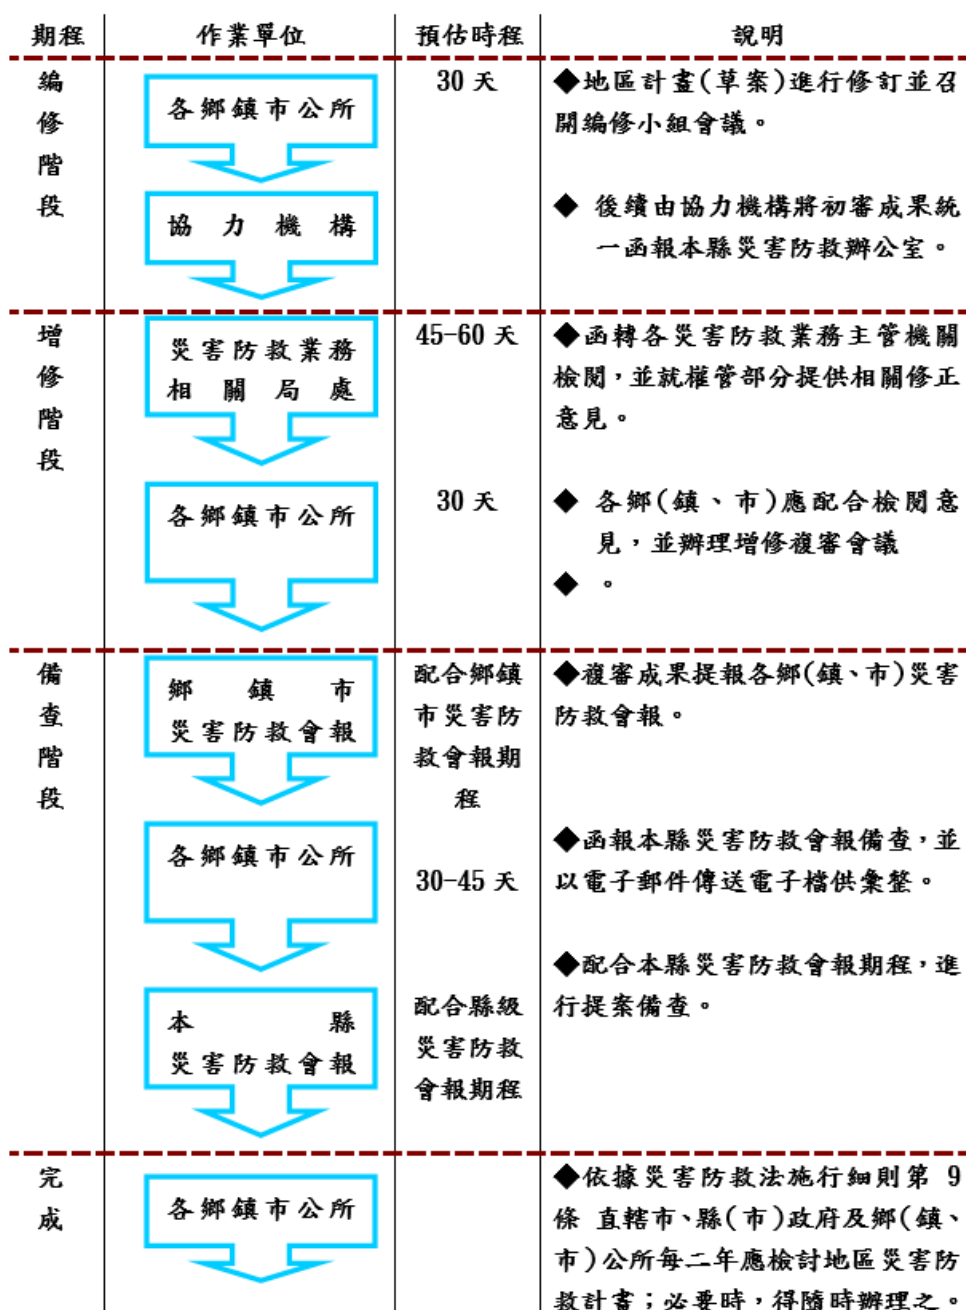 期程 作業單位 預估時程 說明
編修階段
各鄉鎮市公所
30 天
◆地區計畫(草案)進行修訂並召
開編修小組會議。
協力機構
◆ 後續由協力機構將初審成果統
一函報本縣災害防救辦公室。
增修階段
災害防救業務
相關局處
45-60 天
◆函轉各災害防救業務主管機關
檢閱，並就權管部分提供相關修正
意見。
各鄉鎮市公所
30 天
◆ 各鄉(鎮、市)應配合檢閱意
見，並辦理增修複審會議
◆ 。
備查階段
鄉鎮市
災害防救會報
配合鄉鎮
市災害防
救會報期
程
◆複審成果提報各鄉(鎮、市)災害
防救會報。
各鄉鎮市公所
30-45 天
◆函報本縣災害防救會報備查，並
以電子郵件傳送電子檔供彙整。
本縣
災害防救會報
配合縣級
災害防救
會報期程
◆配合本縣災害防救會報期程，進
行提案備查。
完成
各鄉鎮市公所
◆依據災害防救法施行細則第 9
條 直轄市、縣(市)政府及鄉(鎮、
市)公所每二年應檢討地區災害防
救計畫；必要時，得隨時辦理之。